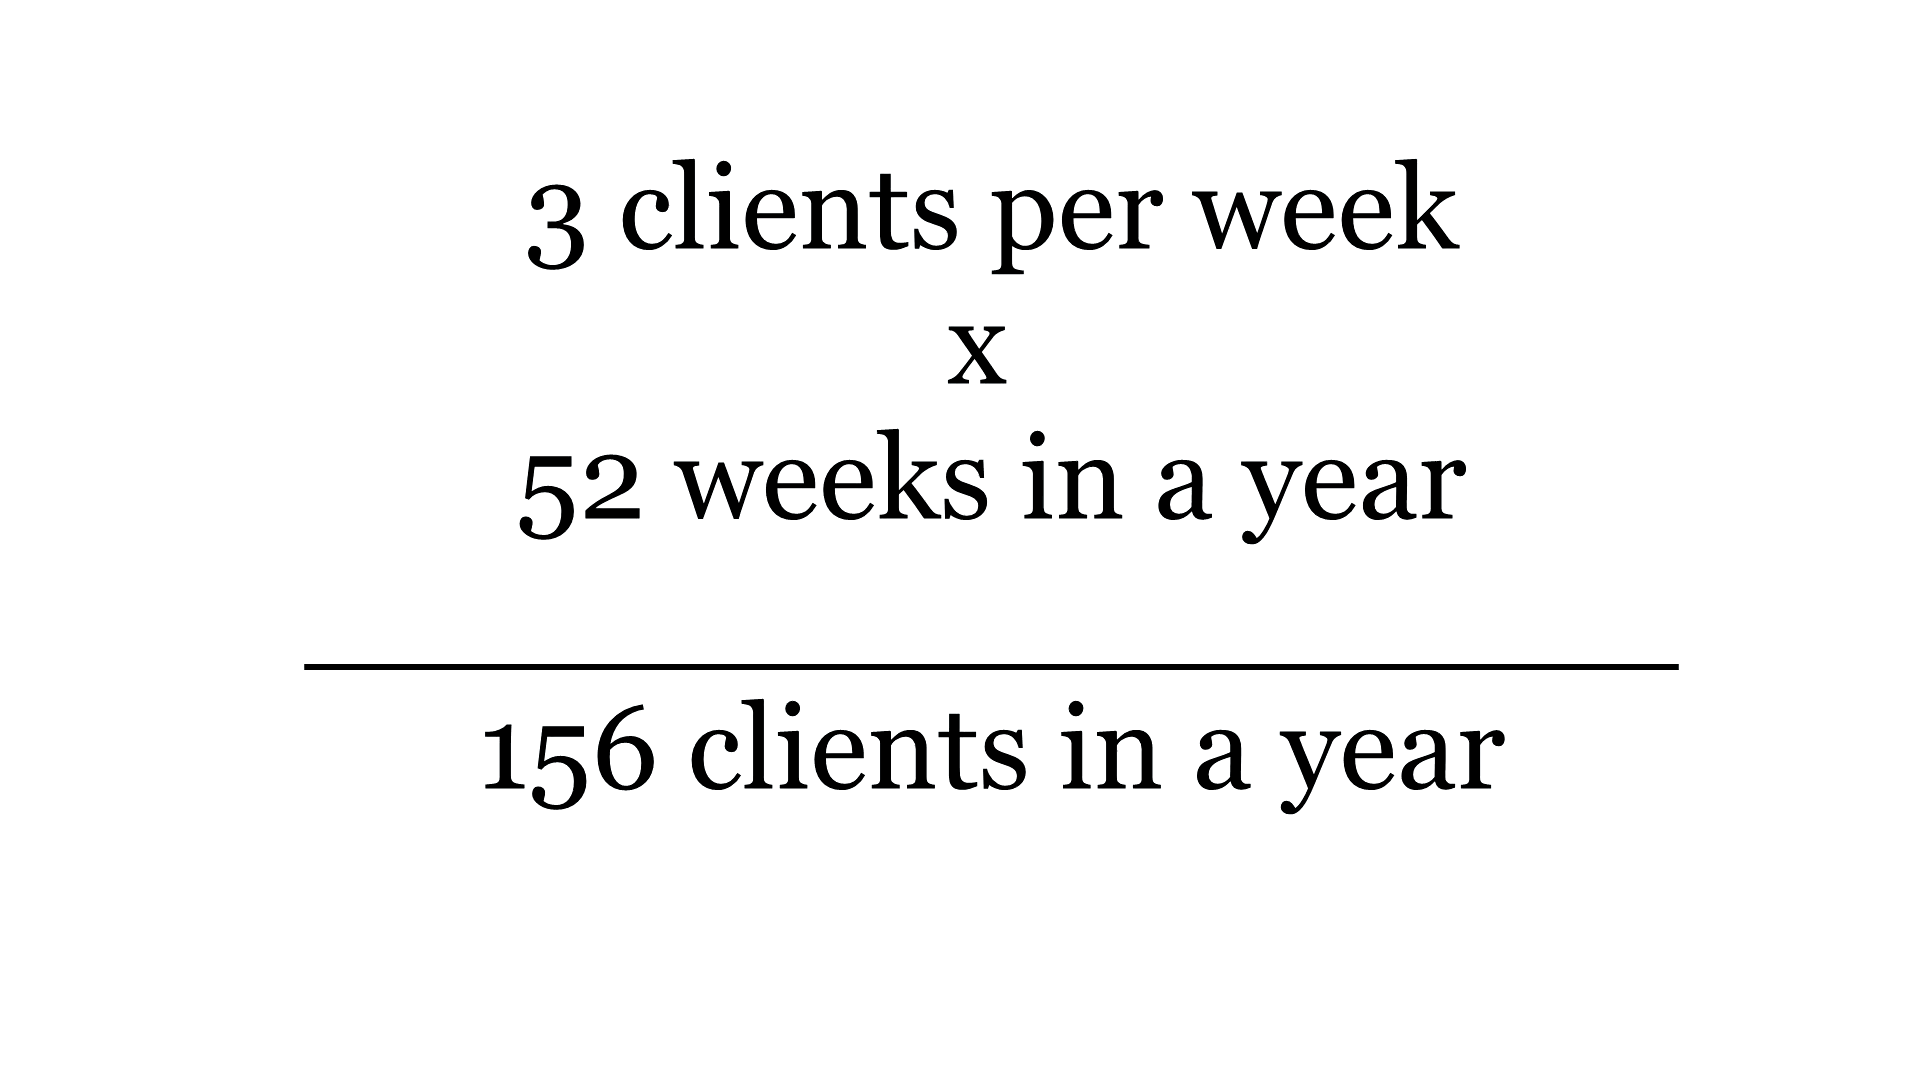 3 clients per week
x
52 weeks in a year
156 clients in a year